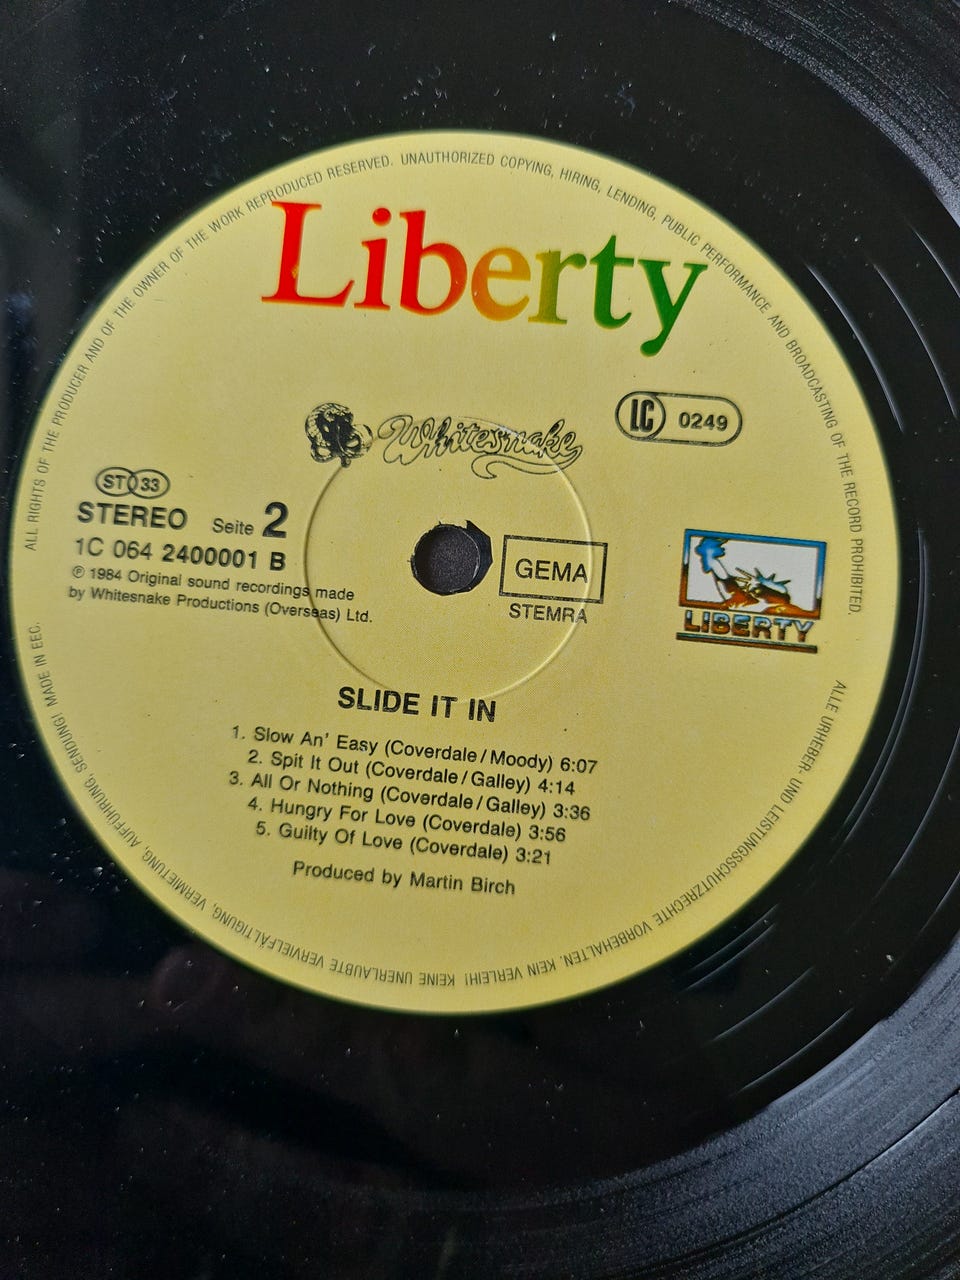 ALL RIGHTS OF THE PRODUCER AND OF THE OWNER OF THE WORK REPRODUCED RESERVED. UNAUTHORIZED COPYING, HIRING, LENDING, PUBLIC PERFORMANCE AND BROADCASTING OF THE RECORD PROHIBITED.
Liberty
Whitesnake
LC 0249
ST 33
STEREO Seite 2
1C 064 2400001 B
℗ 1984 Original sound recordings made
by Whitesnake Productions (Overseas) Ltd.
GEMA
STEMRA
LIBERTY
SLIDE IT IN
1. Slow An' Easy (Coverdale/Moody) 6:07
2. Spit It Out (Coverdale/Galley) 4:14
3. All Or Nothing (Coverdale/Galley) 3:36
4. Hungry For Love (Coverdale) 3:56
5. Guilty Of Love (Coverdale) 3:21
Produced by Martin Birch
ALLE URHEBER- UND LEISTUNGSSCHUTZRECHTE VORBEHALTEN. KEIN VERLEIH! KEINE UNERLAUBTE VERVIELFÄLTIGUNG, VERMIETUNG, AUFFÜHRUNG, SENDUNG! MADE IN EEC.